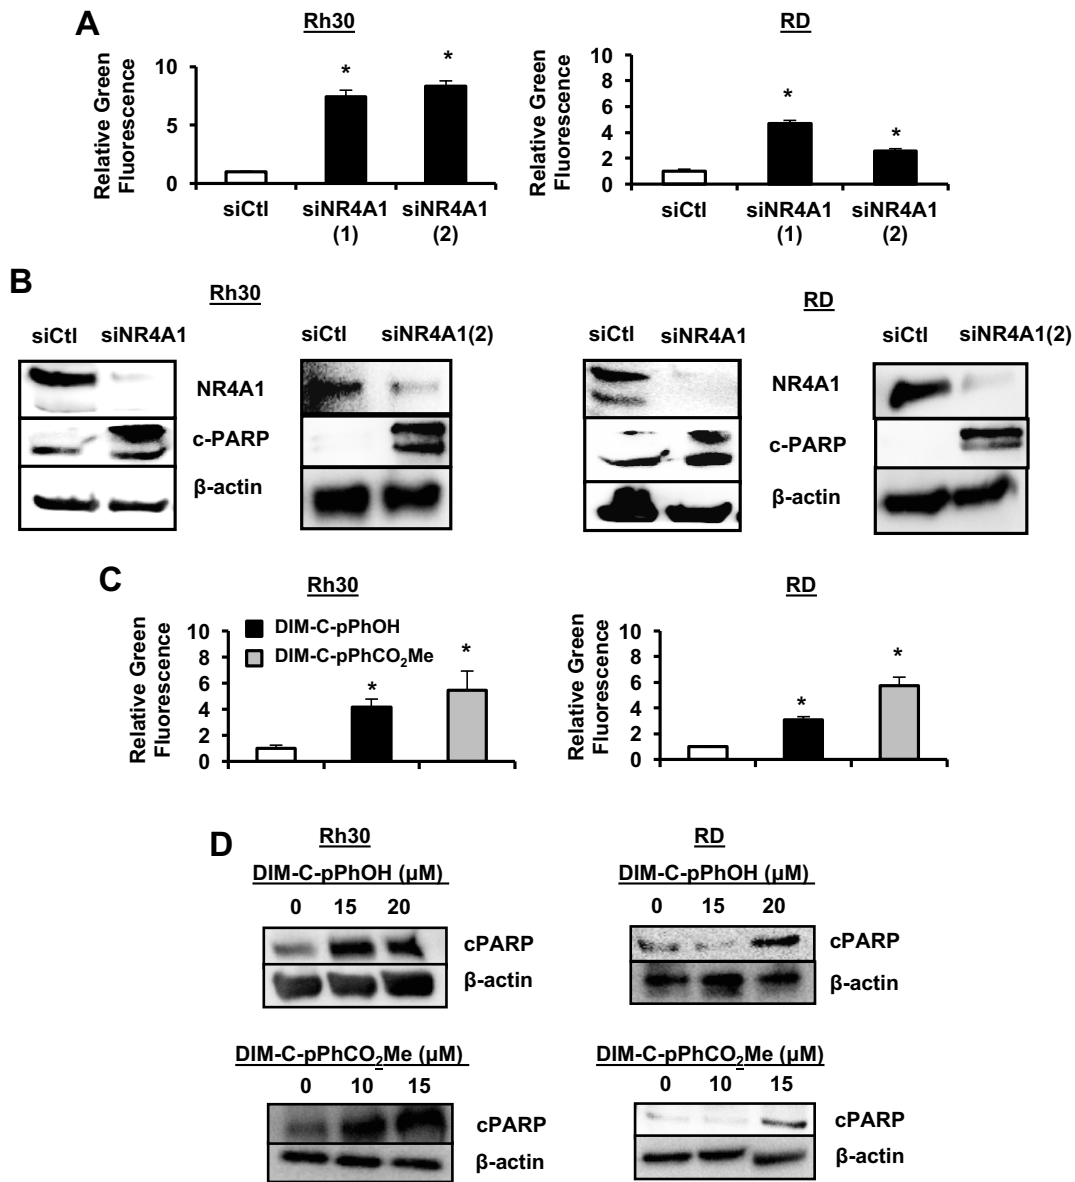 A
Rh30
Relative Green
Fluorescence
10
5
0
*
*
siCtl
siNR4A1
(1)
siNR4A1
(2)
RD
Relative Green
Fluorescence
10
8
6
4
2
0
*
*
siCtl
siNR4A1
(1)
siNR4A1
(2)
B
Rh30
siCtl siNR4A1
siCtl siNR4A1(2)
NR4A1
c-PARP
β-actin
RD
siCtl siNR4A1
siCtl siNR4A1(2)
NR4A1
c-PARP
β-actin
C
Rh30
Relative Green
Fluorescence
10
8
6
4
2
0
DIM-C-pPhOH
DIM-C-pPhCO₂Me
*
*
RD
Relative Green
Fluorescence
10
8
6
4
2
0
*
*
D
Rh30
DIM-C-pPhOH (μM)
0 15 20
cPARP
β-actin
RD
DIM-C-pPhOH (μM)
0 15 20
cPARP
β-actin
DIM-C-pPhCO₂Me (μM)
0 10 15
cPARP
β-actin
DIM-C-pPhCO₂Me (μM)
0 10 15
cPARP
β-actin